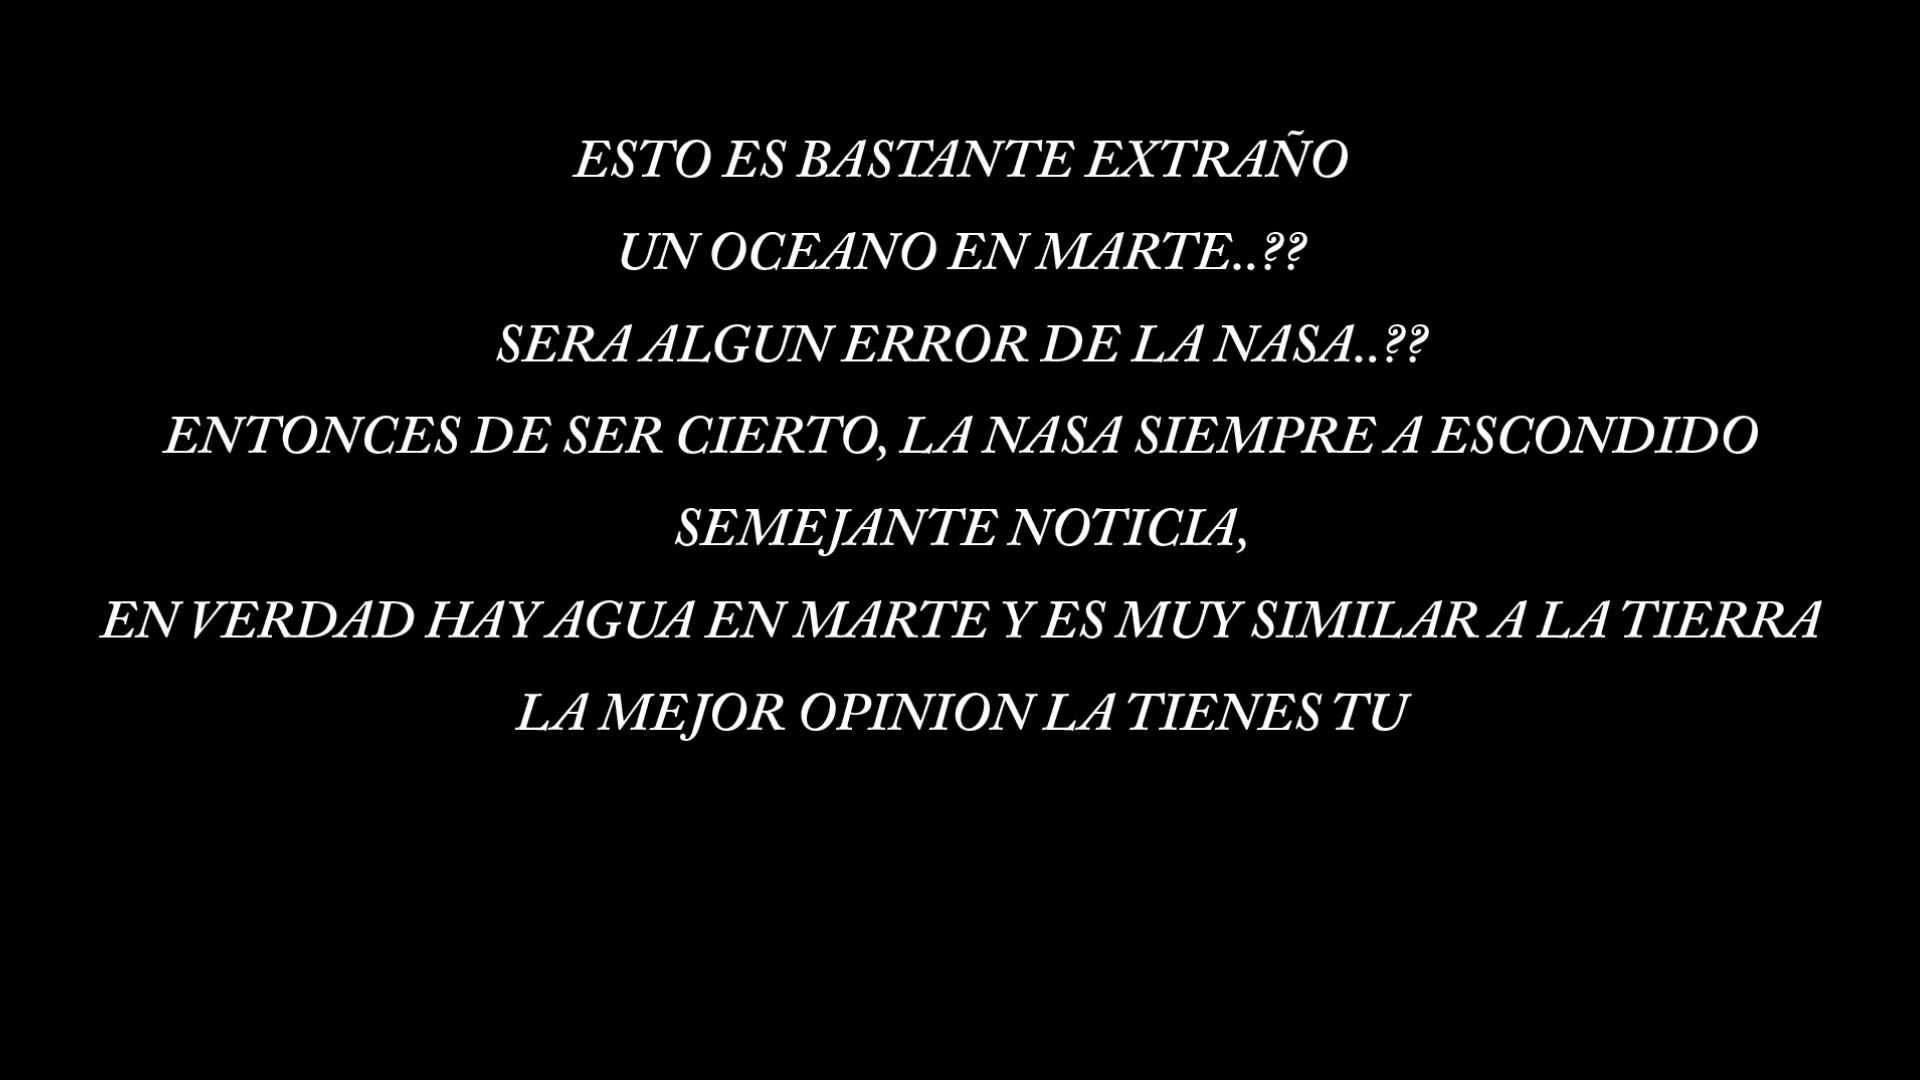 ESTO ES BASTANTE EXTRAÑO
UN OCEANO EN MARTE..??
SERA ALGUN ERROR DE LA NASA..??
ENTONCES DE SER CIERTO, LA NASA SIEMPRE A ESCONDIDO
SEMEJANTE NOTICIA,
EN VERDAD HAY AGUA EN MARTE Y ES MUY SIMILAR A LA TIERRA
LA MEJOR OPINION LA TIENES TU